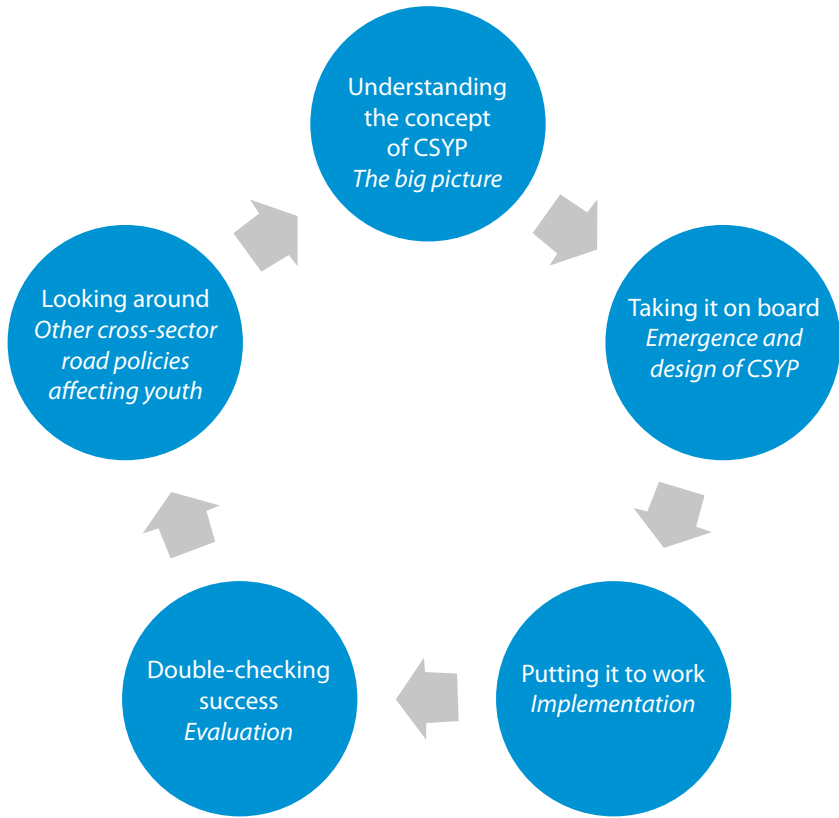 Understanding
the concept
of CSYP
The big picture
Taking it on board
Emergence and
design of CSYP
Putting it to work
Implementation
Double-checking
success
Evaluation
Looking around
Other cross-sector
road policies
affecting youth